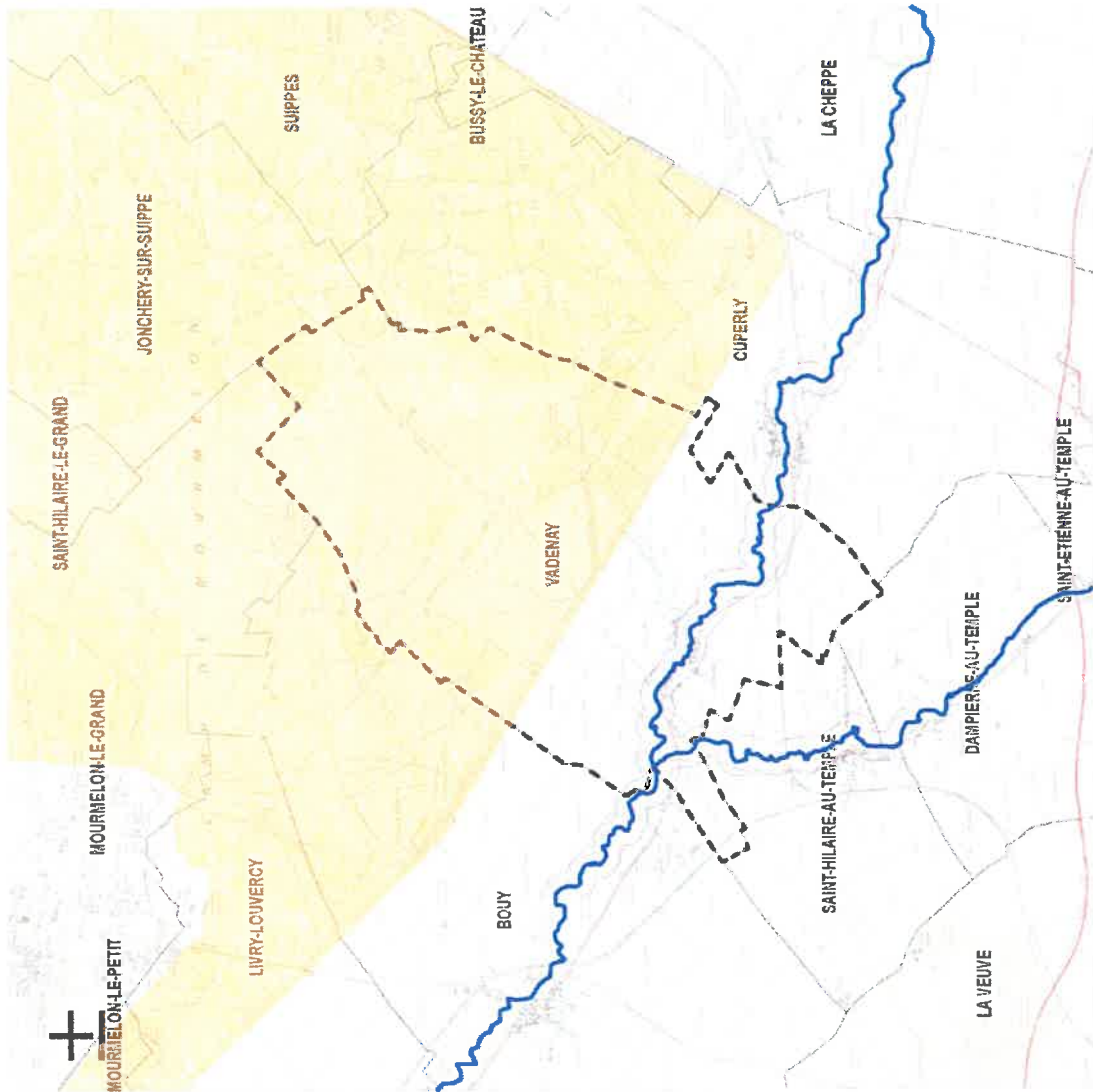 SAINT-HILAIRE-LE-GRAND
MOURMELON-LE-GRAND
MOURMELON-LE-PETIT
JONCHERY-SUR-SUIPPE
LIVRY-LOUVERCY
SUIPPES
BUSSY-LE-CHATEAU
BOUY
VADENAY
CUPERLY
SAINT-HILAIRE-AU-TEMPLE
LA CHEPPE
DAMPIERRE-AU-TEMPLE
LA VEUVE
SAINT-ETIENNE-AU-TEMPLE